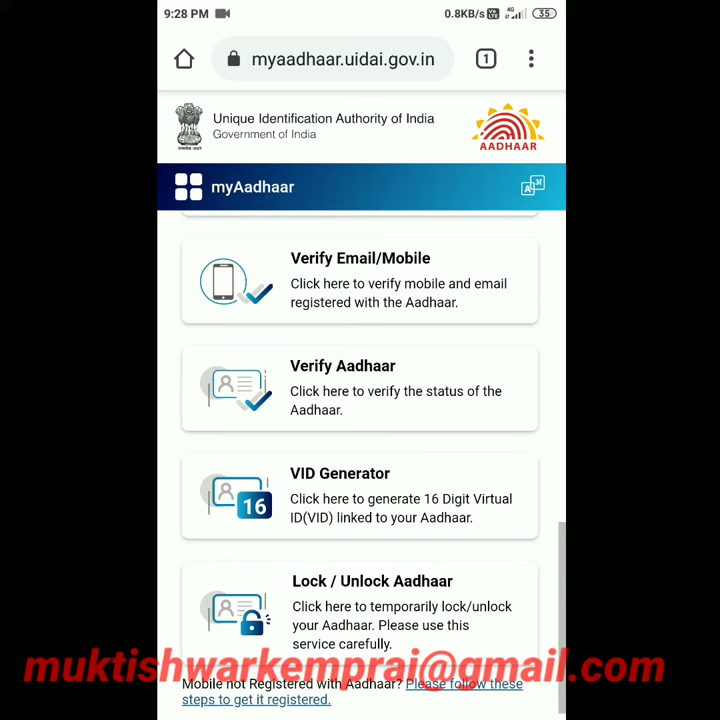 9:28 PM
0.8KB/s Vo LTE 4G 35
myaadhaar.uidai.gov.in
1
Unique Identification Authority of India
Government of India
AADHAAR
myAadhaar
Verify Email/Mobile
Click here to verify mobile and email
registered with the Aadhaar.
Verify Aadhaar
Click here to verify the status of the
Aadhaar.
VID Generator
16
Click here to generate 16 Digit Virtual
ID(VID) linked to your Aadhaar.
Lock / Unlock Aadhaar
Click here to temporarily lock/unlock
your Aadhaar. Please use this
service carefully.
muktishwarkemprai@gmail.com
Mobile not Registered with Aadhaar? Please follow these
steps to get it registered.